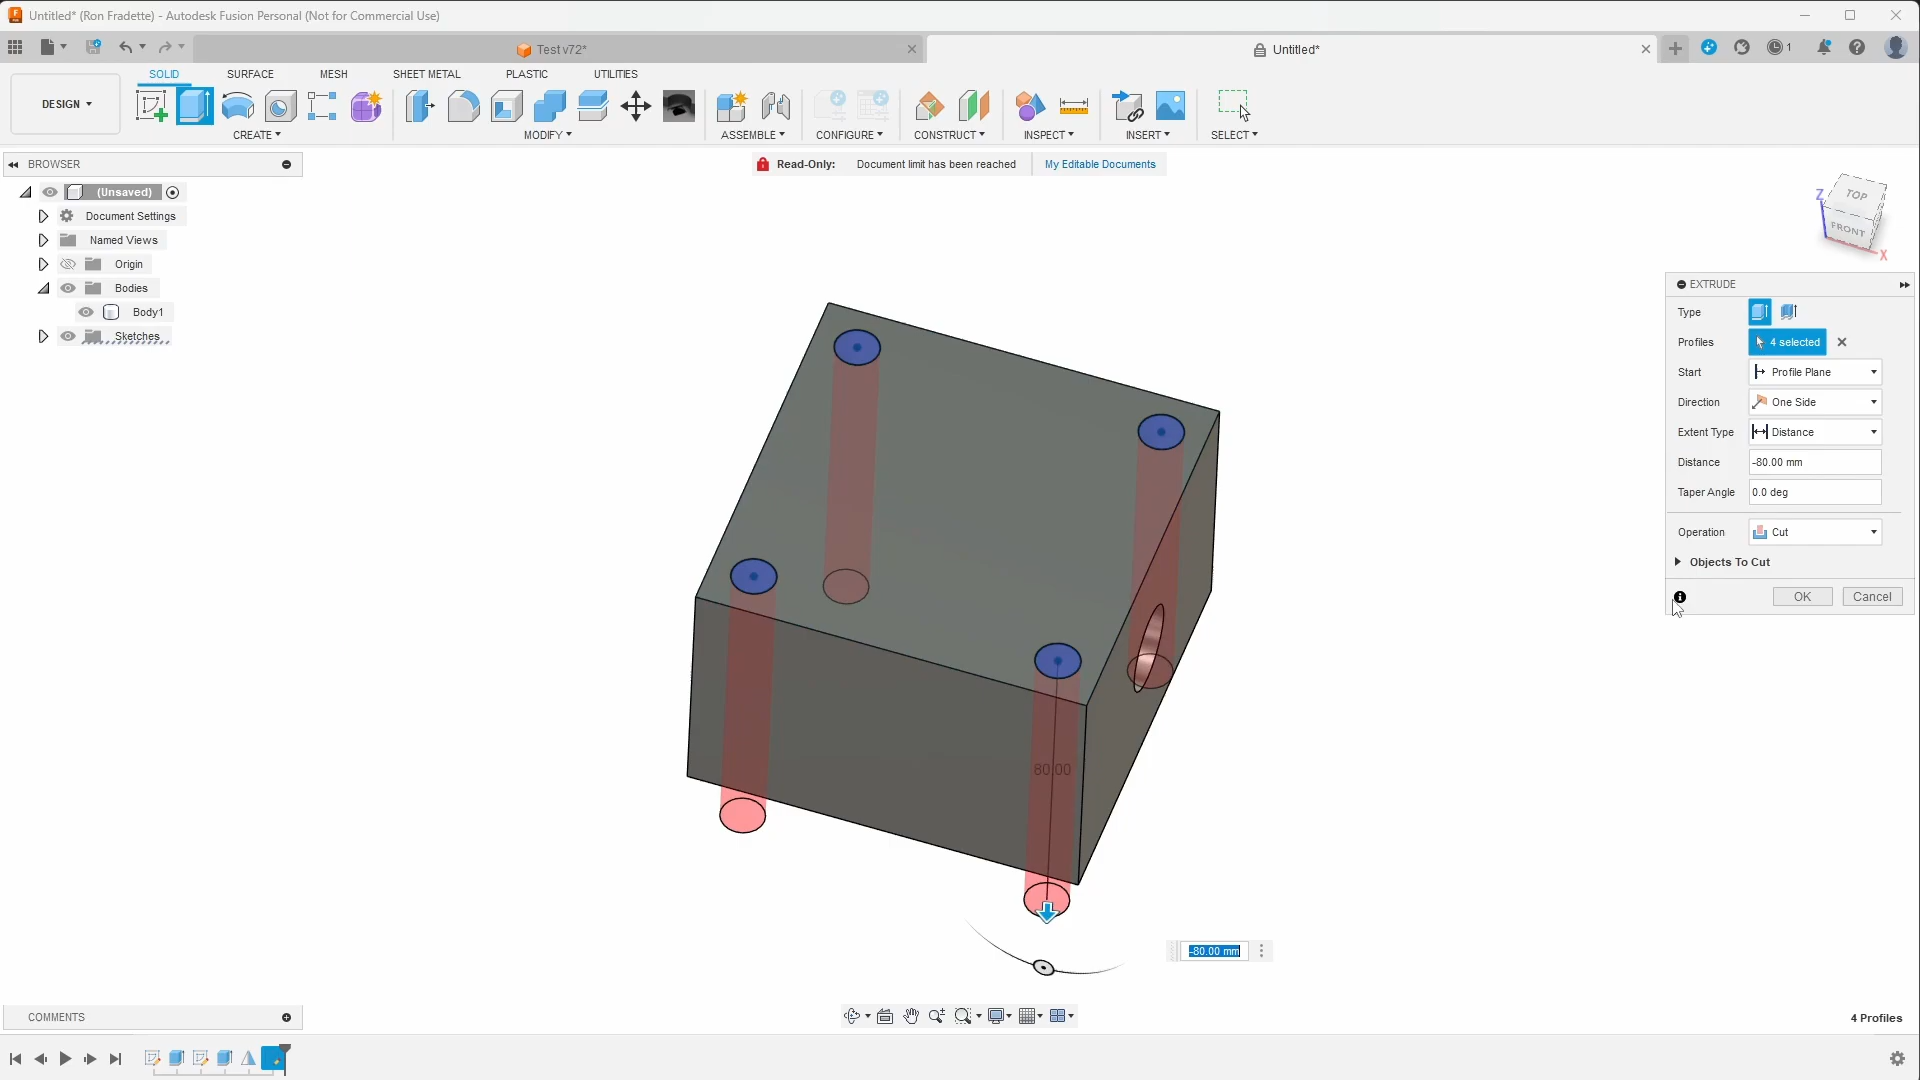 Untitled* (Ron Fradette) - Autodesk Fusion Personal (Not for Commercial Use)
Test v72*
Untitled*
1
DESIGN
SOLID
SURFACE
MESH
SHEET METAL
PLASTIC
UTILITIES
CREATE
MODIFY
ASSEMBLE
CONFIGURE
CONSTRUCT
INSPECT
INSERT
SELECT
BROWSER
Read-Only: Document limit has been reached My Editable Documents
(Unsaved)
Document Settings
Named Views
Origin
Bodies
Body1
Sketches
TOP
FRONT
Z
X
EXTRUDE
Type
Profiles 4 selected
Start Profile Plane
Direction One Side
Extent Type Distance
Distance -80.00 mm
Taper Angle 0.0 deg
Operation Cut
Objects To Cut
OK Cancel
80.00
-80.00 mm
COMMENTS
4 Profiles